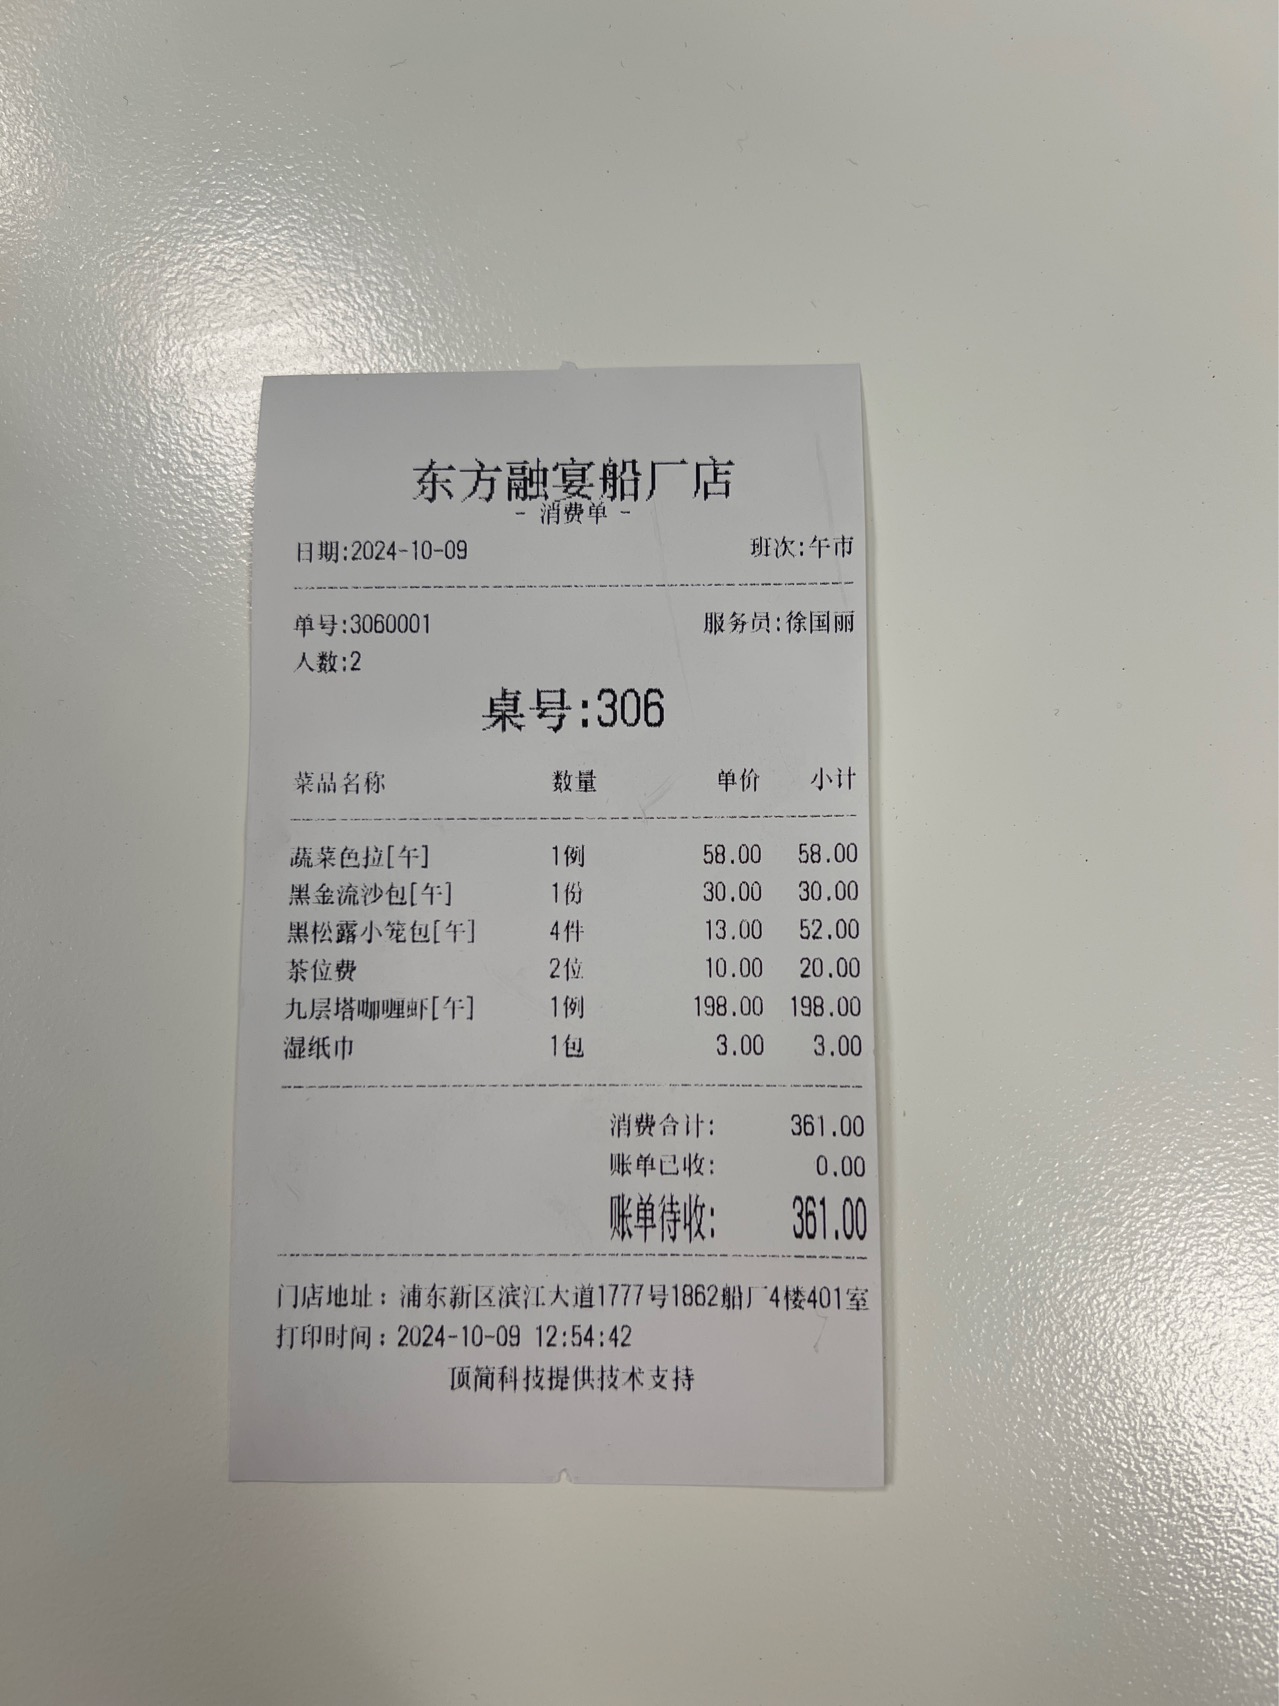 东方融宴船厂店
- 消费单 -
日期:2024-10-09 班次:午市
单号:3060001 服务员:徐国丽
人数:2
桌号:306
菜品名称 数量 单价 小计
蔬菜色拉[午] 1例 58.00 58.00
黑金流沙包[午] 1份 30.00 30.00
黑松露小笼包[午] 4件 13.00 52.00
茶位费 2位 10.00 20.00
九层塔咖喱虾[午] 1例 198.00 198.00
湿纸巾 1包 3.00 3.00
消费合计: 361.00
账单已收: 0.00
账单待收: 361.00
门店地址：浦东新区滨江大道1777号1862船厂4楼401室
打印时间：2024-10-09 12:54:42
顶简科技提供技术支持